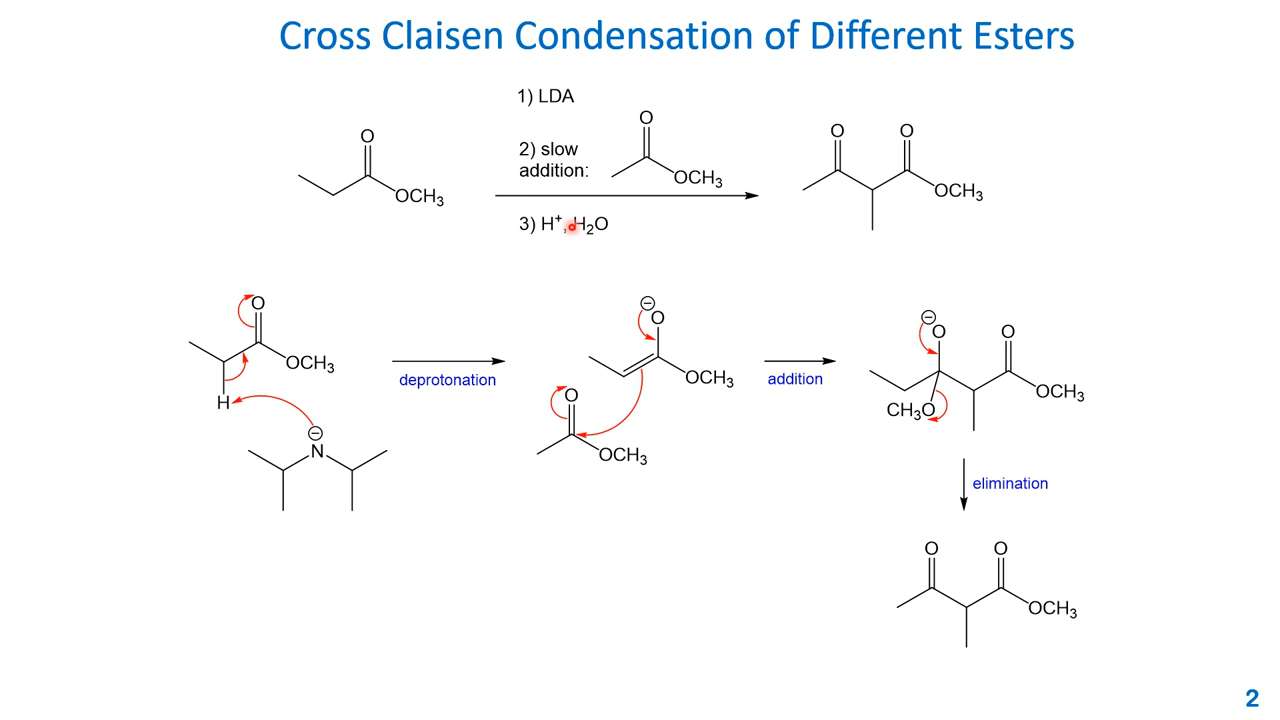 Cross Claisen Condensation of Different Esters
1) LDA
2) slow
addition:
O
OCH₃
O
OCH₃
O
O
OCH₃
3) H⁺, H₂O
O
OCH₃
H
⊖
N
deprotonation
⊖
O
OCH₃
O
OCH₃
addition
⊖
O
O
OCH₃
CH₃O
elimination
O
O
OCH₃
2